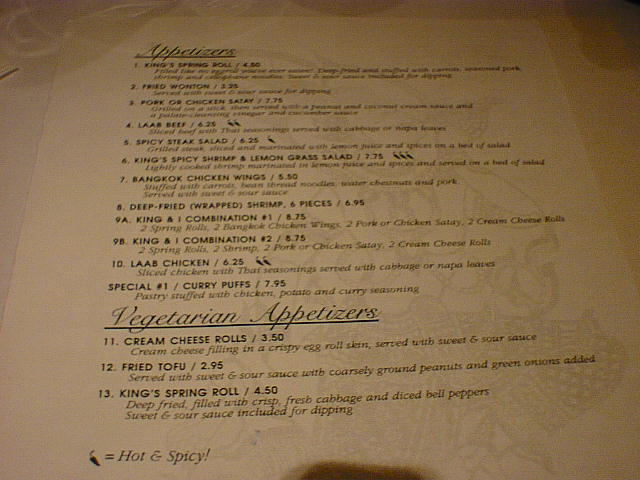 Appetizers
1. KING'S SPRING ROLL / 4.50
Filled like no eggroll you've ever eaten! Deep-fried and stuffed with carrots, seasoned pork,
shrimp and cellophane noodles. Sweet & sour sauce included for dipping
2. FRIED WONTON / 3.25
Served with sweet & sour sauce for dipping
3. PORK OR CHICKEN SATAY / 7.75
Grilled on a stick, then served with a peanut and coconut cream sauce and
a palate-cleansing vinegar and cucumber sauce
4. LAAB BEEF / 6.25
Sliced beef with Thai seasonings served with cabbage or napa leaves
5. SPICY STEAK SALAD / 6.25
Grilled steak, sliced and marinated with lemon juice and spices on a bed of salad
6. KING'S SPICY SHRIMP & LEMON GRASS SALAD / 7.75
Lightly cooked shrimp marinated in lemon juice and spices and served on a bed of salad
7. BANGKOK CHICKEN WINGS / 5.50
Stuffed with carrots, bean thread noodles, water chestnuts and pork.
Served with sweet & sour sauce
8. DEEP-FRIED (WRAPPED) SHRIMP, 6 PIECES / 6.95
9A. KING & I COMBINATION #1 / 8.75
2 Spring Rolls, 2 Bangkok Chicken Wings, 2 Pork or Chicken Satay, 2 Cream Cheese Rolls
9B. KING & I COMBINATION #2 / 8.75
2 Spring Rolls, 2 Shrimp, 2 Pork or Chicken Satay, 2 Cream Cheese Rolls
10. LAAB CHICKEN / 6.25
Sliced chicken with Thai seasonings served with cabbage or napa leaves
SPECIAL #1 / CURRY PUFFS / 7.95
Pastry stuffed with chicken, potato and curry seasoning
Vegetarian Appetizers
11. CREAM CHEESE ROLLS / 3.50
Cream cheese filling in a crispy egg roll skin, served with sweet & sour sauce
12. FRIED TOFU / 2.95
Served with sweet & sour sauce with coarsely ground peanuts and green onions added
13. KING'S SPRING ROLL / 4.50
Deep fried, filled with crisp, fresh cabbage and diced bell peppers
Sweet & sour sauce included for dipping
= Hot & Spicy!